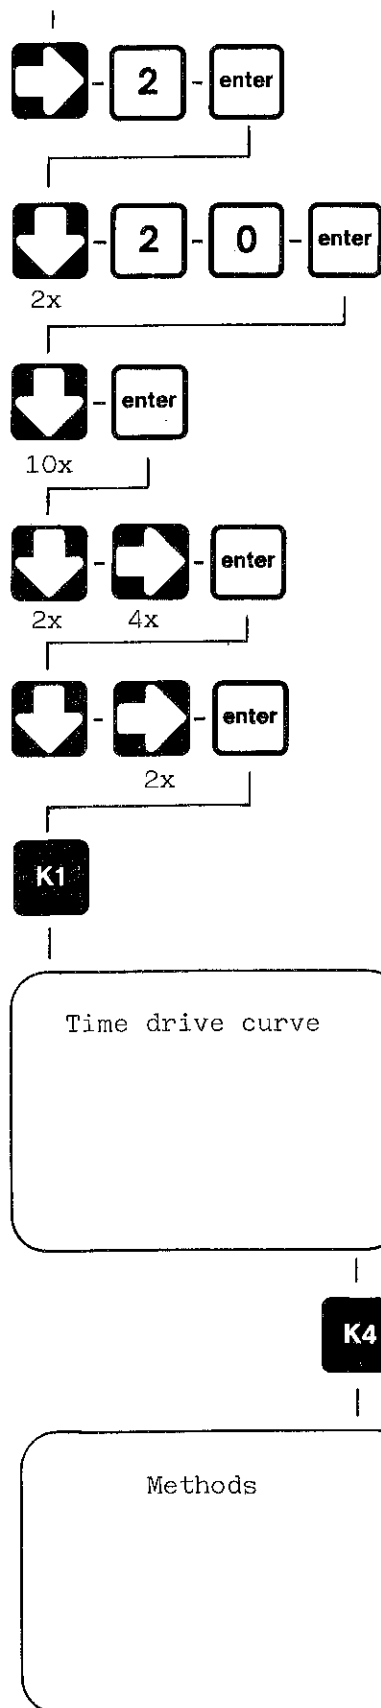 2 enter
2 0 enter
2x
enter
10x
enter
2x 4x
enter
2x
K1
Time drive curve
K4
Methods